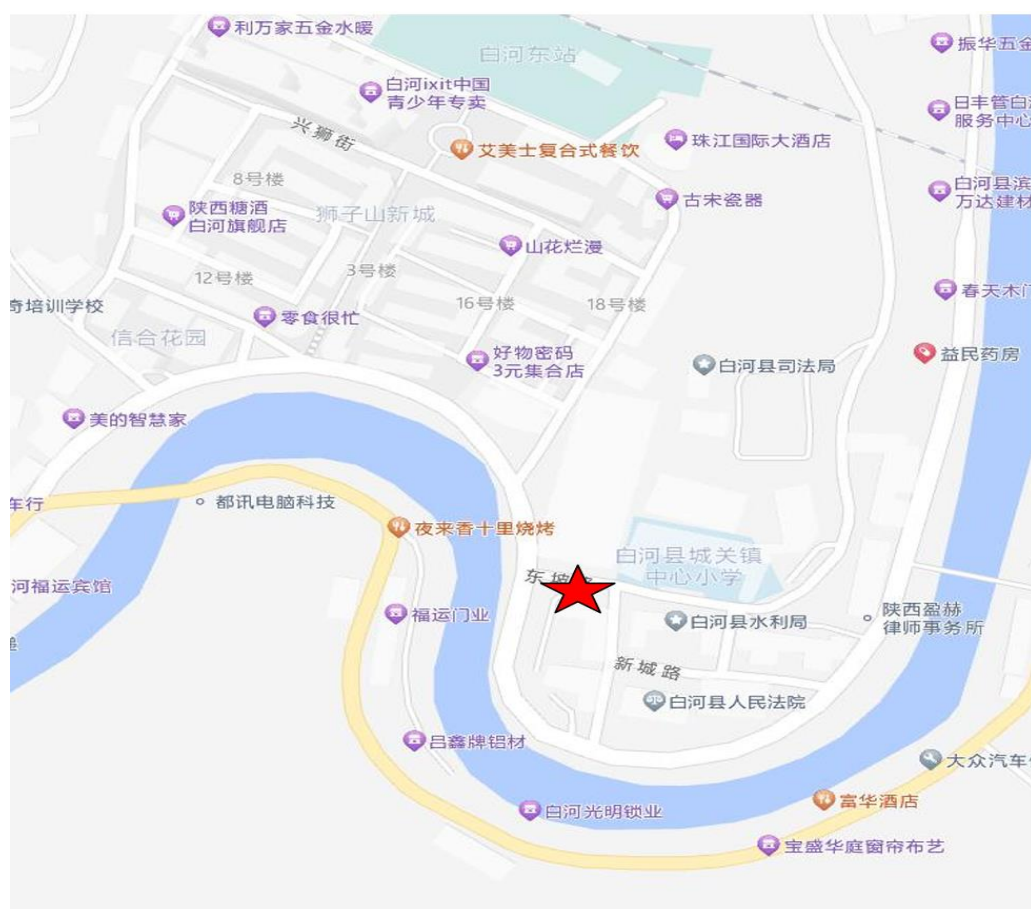 利万家五金水暖
白河东站
振华五金
白河ixit中国
青少年专卖
日丰管白
服务中心
兴狮街
艾美士复合式餐饮
珠江国际大酒店
8号楼
白河县滨
万达建材
陕西糖酒
白河旗舰店
狮子山新城
古宋瓷器
山花烂漫
12号楼
3号楼
春天木门
奇培训学校
16号楼
18号楼
零食很忙
信合花园
好物密码
3元集合店
白河县司法局
益民药房
美的智慧家
车行
都讯电脑科技
夜来香十里烧烤
白河县城关镇
中心小学
东坡
河福运宾馆
福运门业
白河县水利局
陕西盈赫
律师事务所
新城路
白河县人民法院
吕鑫牌铝材
大众汽车
富华酒店
白河光明锁业
宝盛华庭窗帘布艺